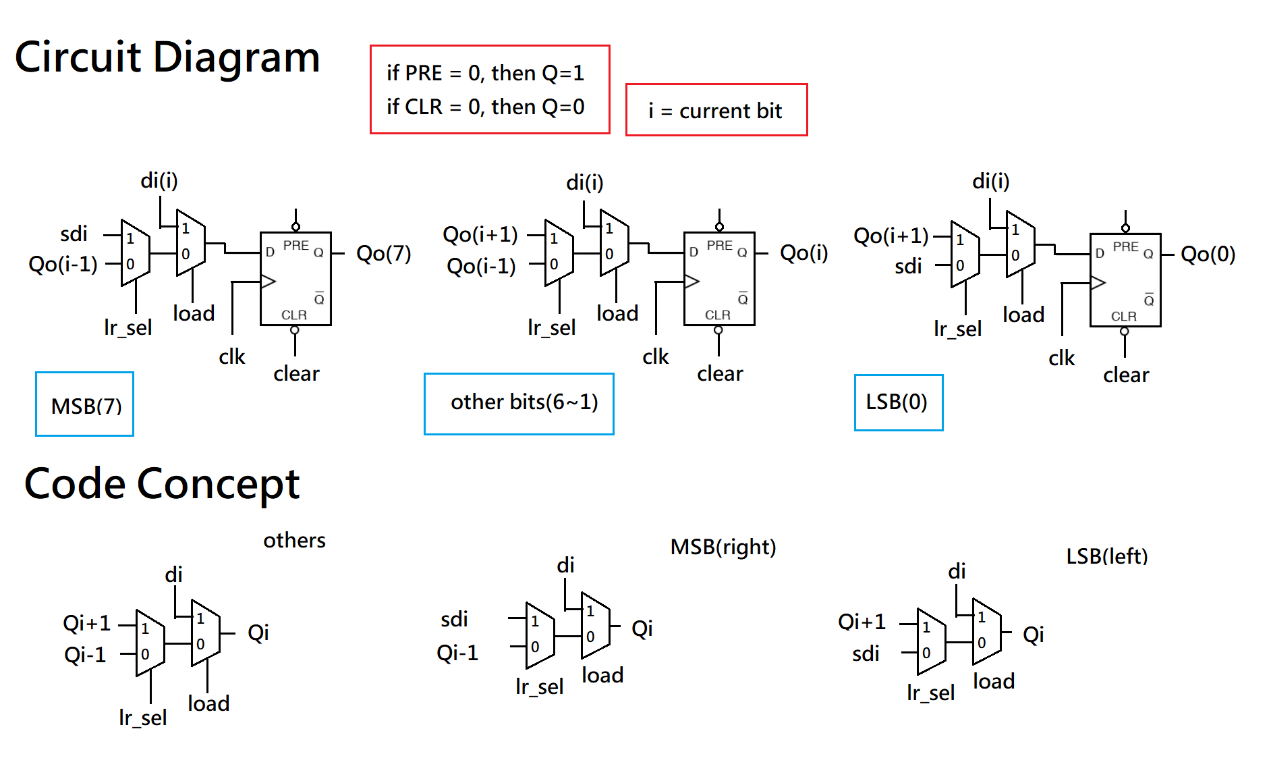 Circuit Diagram
if PRE = 0, then Q=1
if CLR = 0, then Q=0
i = current bit
di(i)
sdi
1
1
Qo(i-1)
0
0
D
PRE
Q
Qo(7)
Q̅
CLR
lr_sel
load
clk
clear
MSB(7)
di(i)
Qo(i+1)
1
1
Qo(i-1)
0
0
D
PRE
Q
Qo(i)
Q̅
CLR
lr_sel
load
clk
clear
other bits(6~1)
di(i)
Qo(i+1)
1
1
sdi
0
0
D
PRE
Q
Qo(0)
Q̅
CLR
lr_sel
load
clk
clear
LSB(0)
Code Concept
others
di
Qi+1
1
1
Qi-1
0
0
Qi
lr_sel
load
MSB(right)
di
sdi
1
1
Qi-1
0
0
Qi
lr_sel
load
LSB(left)
di
Qi+1
1
1
sdi
0
0
Qi
lr_sel
load